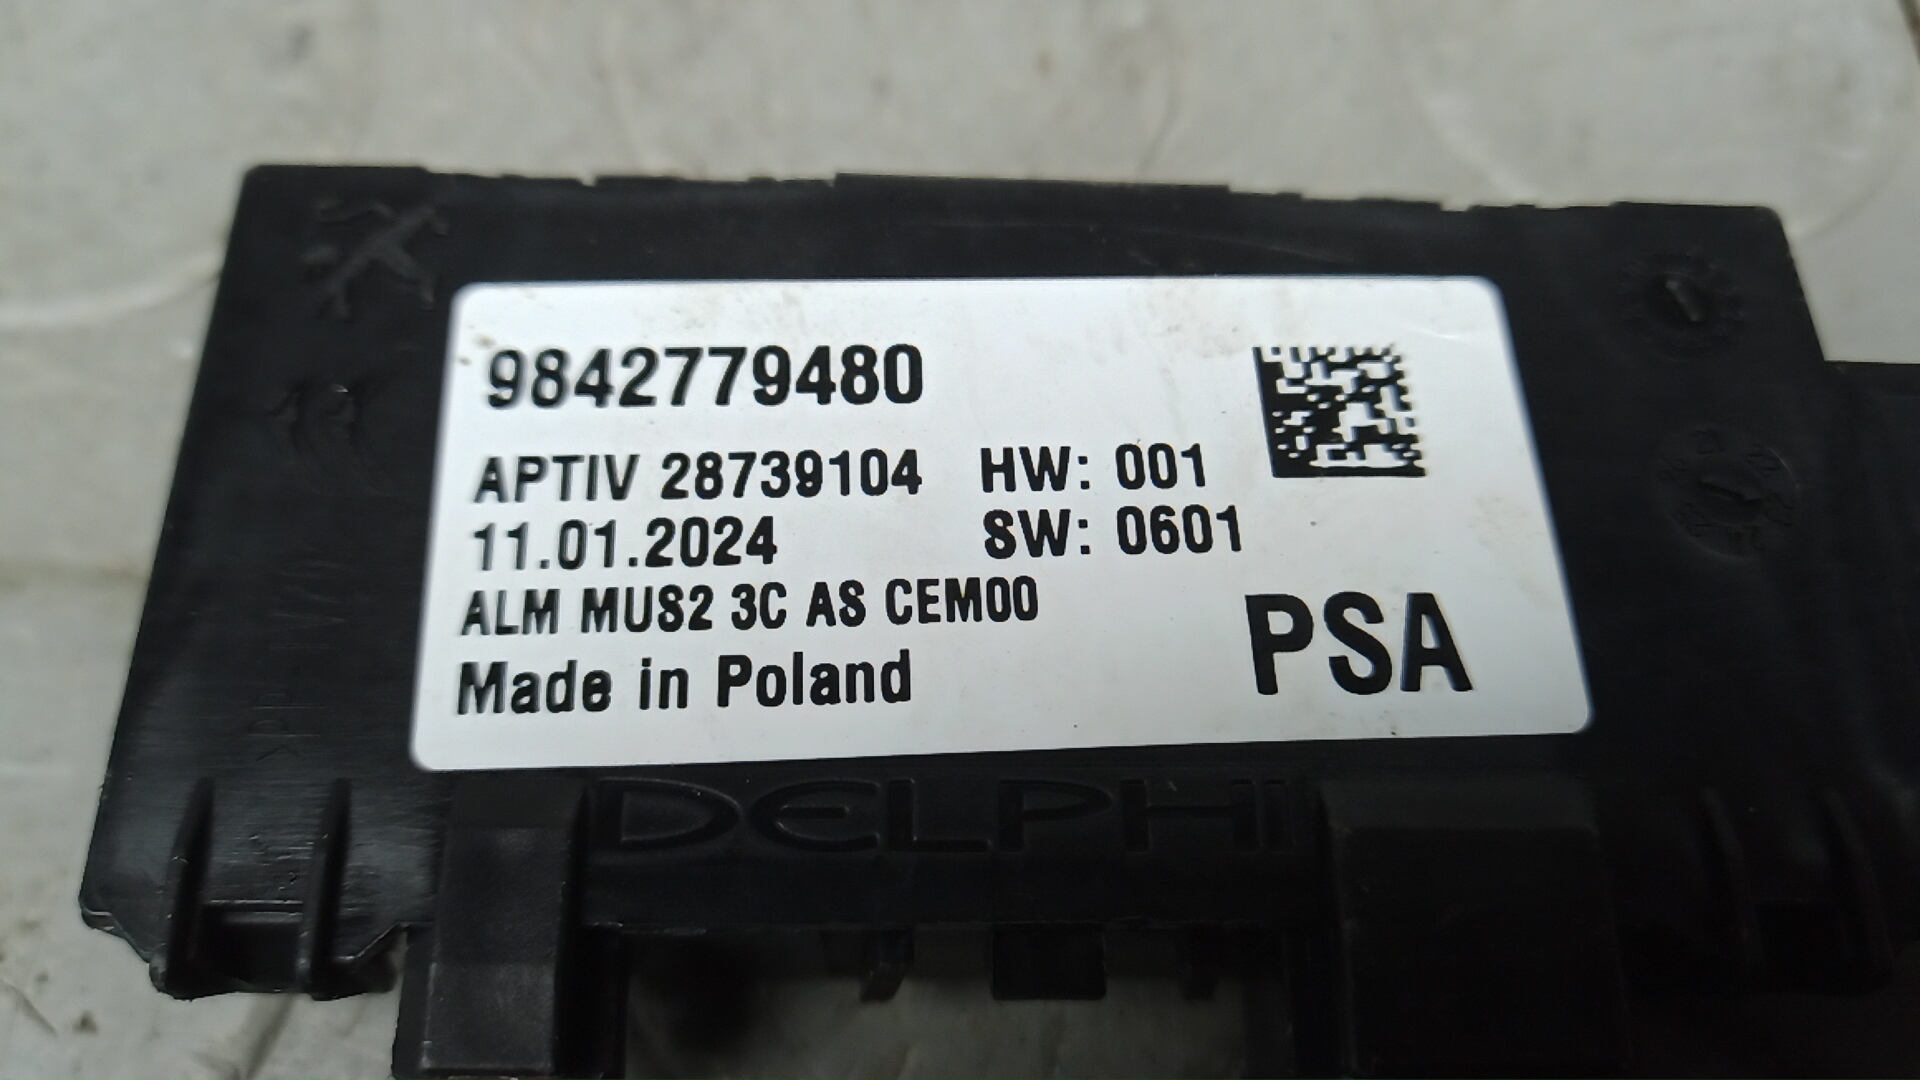 9842779480
APTIV 28739104 HW: 001
11.01.2024 SW: 0601
ALM MUS2 3C AS CEM00
Made in Poland
PSA
DELPHI